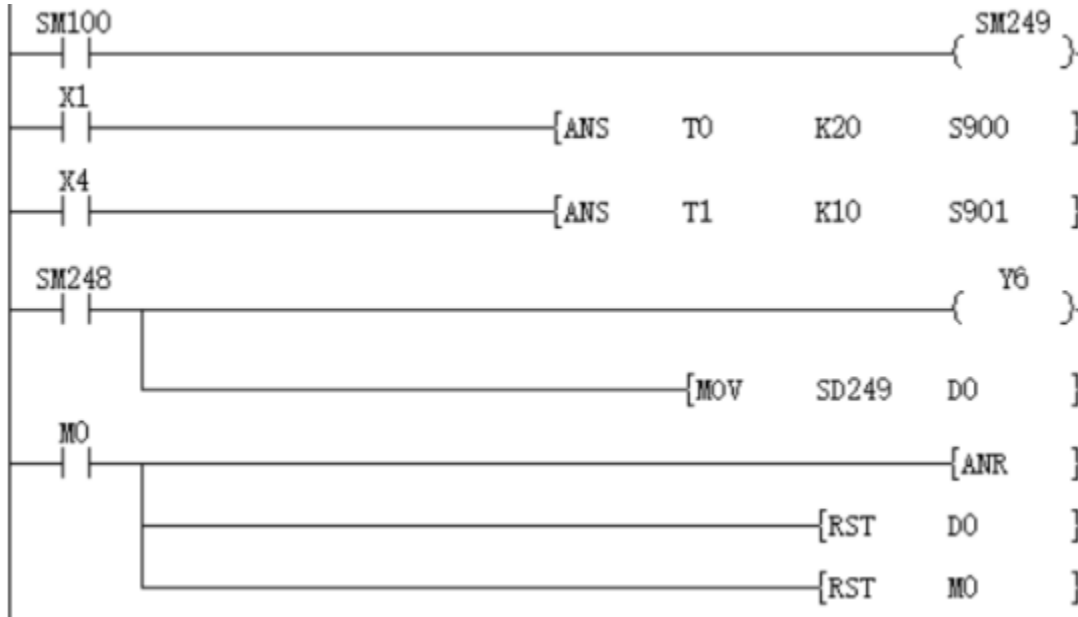 SM100 SM249
X1
[ANS T0 K20 S900 ]
X4
[ANS T1 K10 S901 ]
SM248 Y6
[MOV SD249 D0 ]
M0
[ANR ]
[RST D0 ]
[RST M0 ]